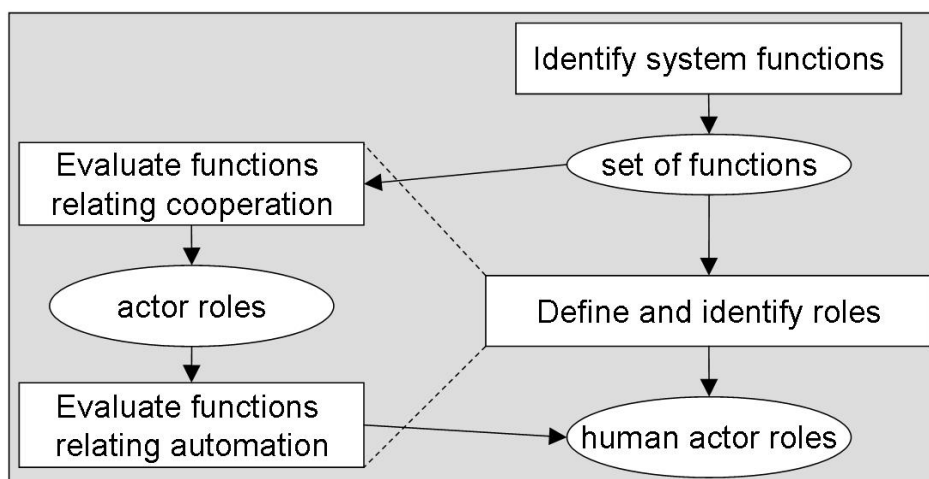 Identify system functions
set of functions
Evaluate functions
relating cooperation
actor roles
Define and identify roles
Evaluate functions
relating automation
human actor roles